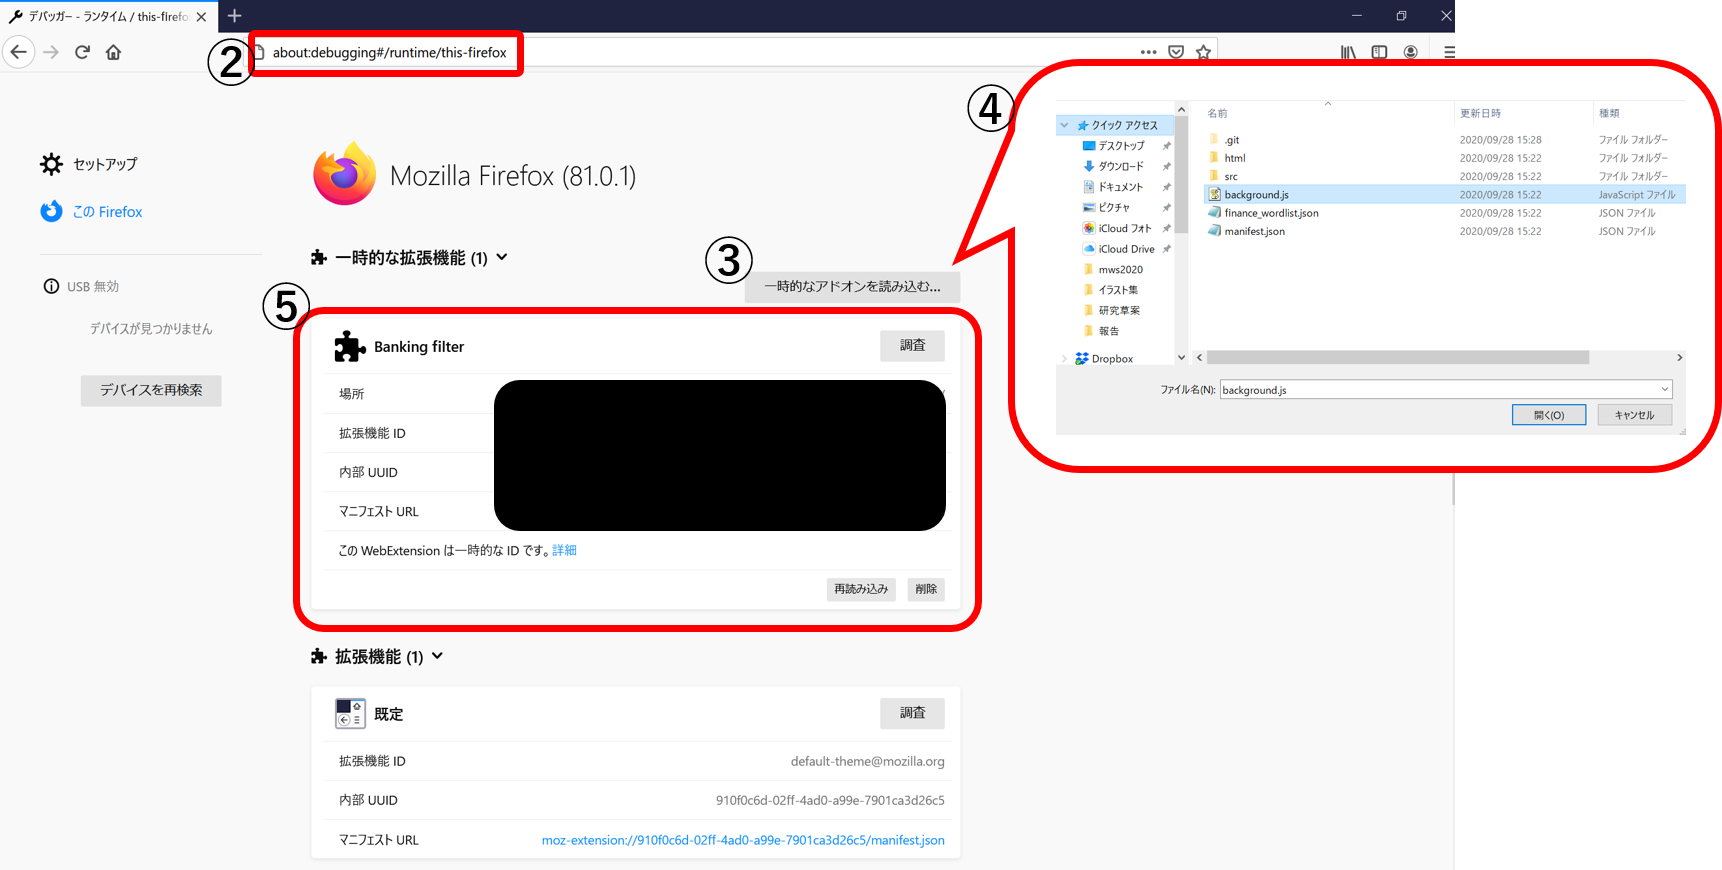 デバッガー - ランタイム / this-firefo
② about:debugging#/runtime/this-firefox
セットアップ
この Firefox
USB 無効
デバイスが見つかりません
デバイスを再検索
Mozilla Firefox (81.0.1)
一時的な拡張機能 (1)
③
一時的なアドオンを読み込む...
⑤
Banking filter
調査
場所
拡張機能 ID
内部 UUID
マニフェスト URL
この WebExtension は一時的な ID です。詳細
再読み込み 削除
拡張機能 (1)
既定
調査
拡張機能 ID default-theme@mozilla.org
内部 UUID 910f0c6d-02ff-4ad0-a99e-7901ca3d26c5
マニフェスト URL moz-extension://910f0c6d-02ff-4ad0-a99e-7901ca3d26c5/manifest.json
④
クイック アクセス
デスクトップ
ダウンロード
ドキュメント
ピクチャ
iCloud フォト
iCloud Drive
mws2020
イラスト集
研究草案
報告
Dropbox
名前 更新日時 種類
.git 2020/09/28 15:28 ファイル フォルダー
html 2020/09/28 15:22 ファイル フォルダー
src 2020/09/28 15:22 ファイル フォルダー
background.js 2020/09/28 15:22 JavaScript ファイル
finance_wordlist.json 2020/09/28 15:22 JSON ファイル
manifest.json 2020/09/28 15:22 JSON ファイル
ファイル名(N): background.js
開く(O) キャンセル